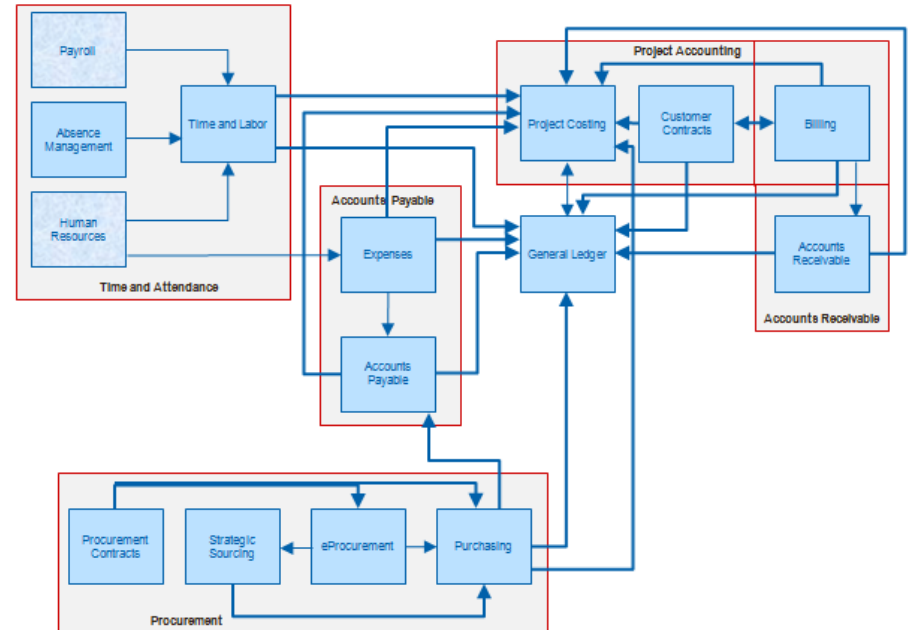 Payroll
Absence
Management
Human
Resources
Time and Labor
Time and Attendance
Accounts Payable
Expenses
Accounts
Payable
Project Accounting
Project Costing
Customer
Contracts
Billing
General Ledger
Accounts
Receivable
Accounts Receivable
Procurement
Contracts
Strategic
Sourcing
eProcurement
Purchasing
Procurement